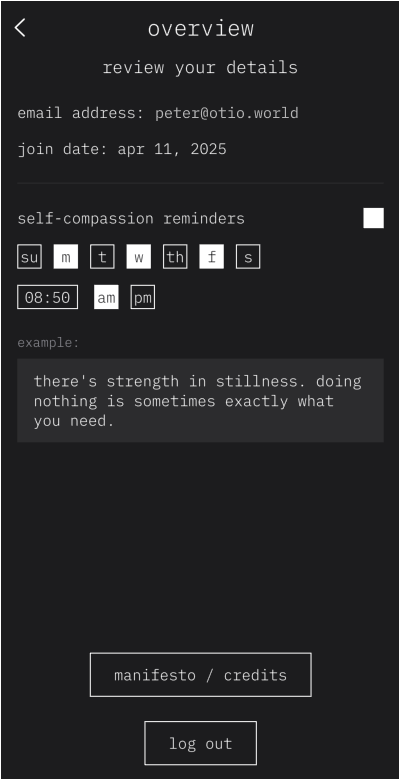 overview
review your details
email address: peter@otio.world
join date: apr 11, 2025
self-compassion reminders
su m t w th f s
08:50 am pm
example:
there's strength in stillness. doing
nothing is sometimes exactly what
you need.
manifesto / credits
log out